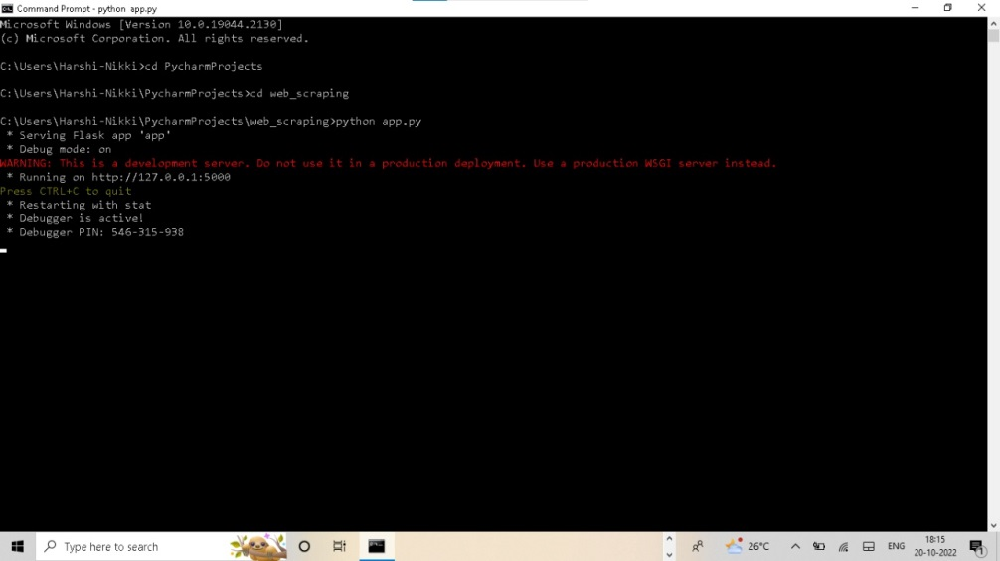 Command Prompt - python  app.py
Microsoft Windows [Version 10.0.19044.2130]
(c) Microsoft Corporation. All rights reserved.
C:\Users\Harshi-Nikki>cd PycharmProjects
C:\Users\Harshi-Nikki\PycharmProjects>cd web_scraping
C:\Users\Harshi-Nikki\PycharmProjects\web_scraping>python app.py
 * Serving Flask app 'app'
 * Debug mode: on
WARNING: This is a development server. Do not use it in a production deployment. Use a production WSGI server instead.
 * Running on http://127.0.0.1:5000
Press CTRL+C to quit
 * Restarting with stat
 * Debugger is active!
 * Debugger PIN: 546-315-938
Type here to search
26°C
ENG
18:15
20-10-2022
1